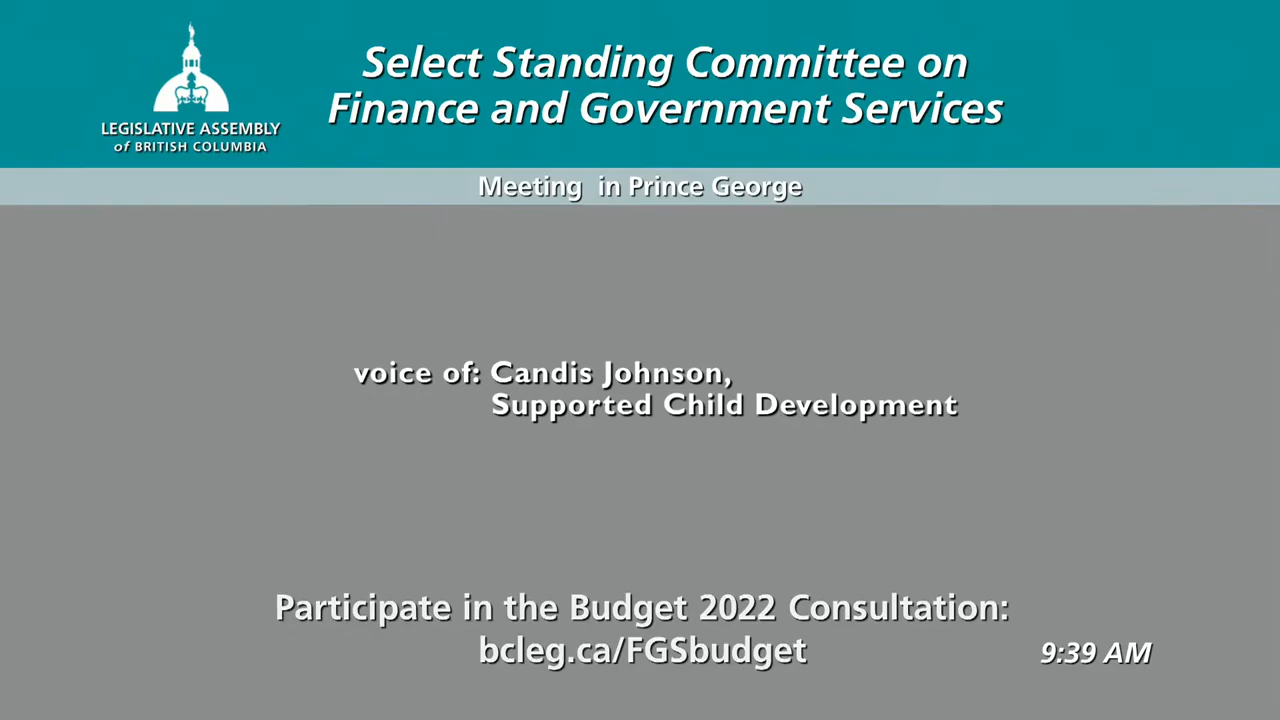 LEGISLATIVE ASSEMBLY
of BRITISH COLUMBIA
Select Standing Committee on
Finance and Government Services
Meeting in Prince George
voice of: Candis Johnson,
Supported Child Development
Participate in the Budget 2022 Consultation:
bcleg.ca/FGSbudget
9:39 AM